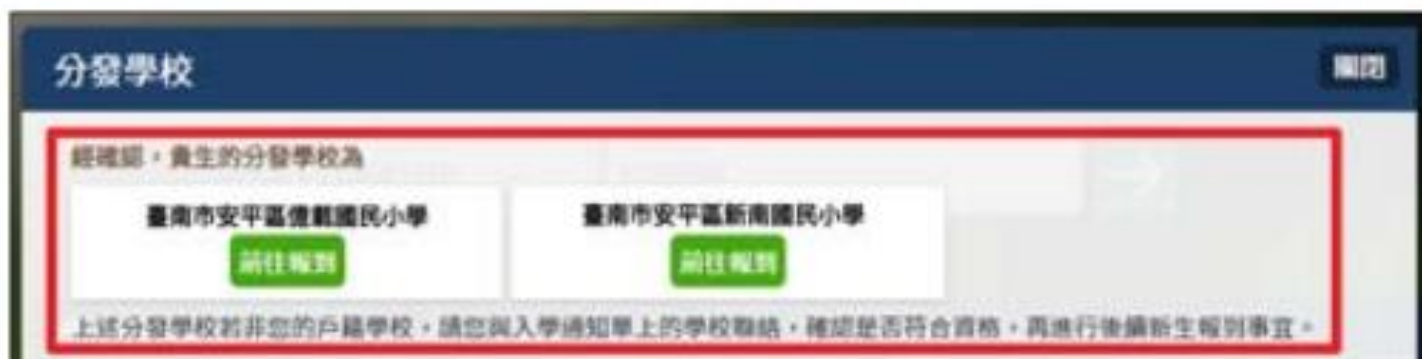 分發學校
關閉
經確認，貴生的分發學校為
臺南市安平區億載國民小學
臺南市安平區新南國民小學
前往報到
前往報到
上述分發學校若非您的戶籍學校，請您與入學通知單上的學校聯絡，確認是否符合資格，再進行後續新生報到事宜。